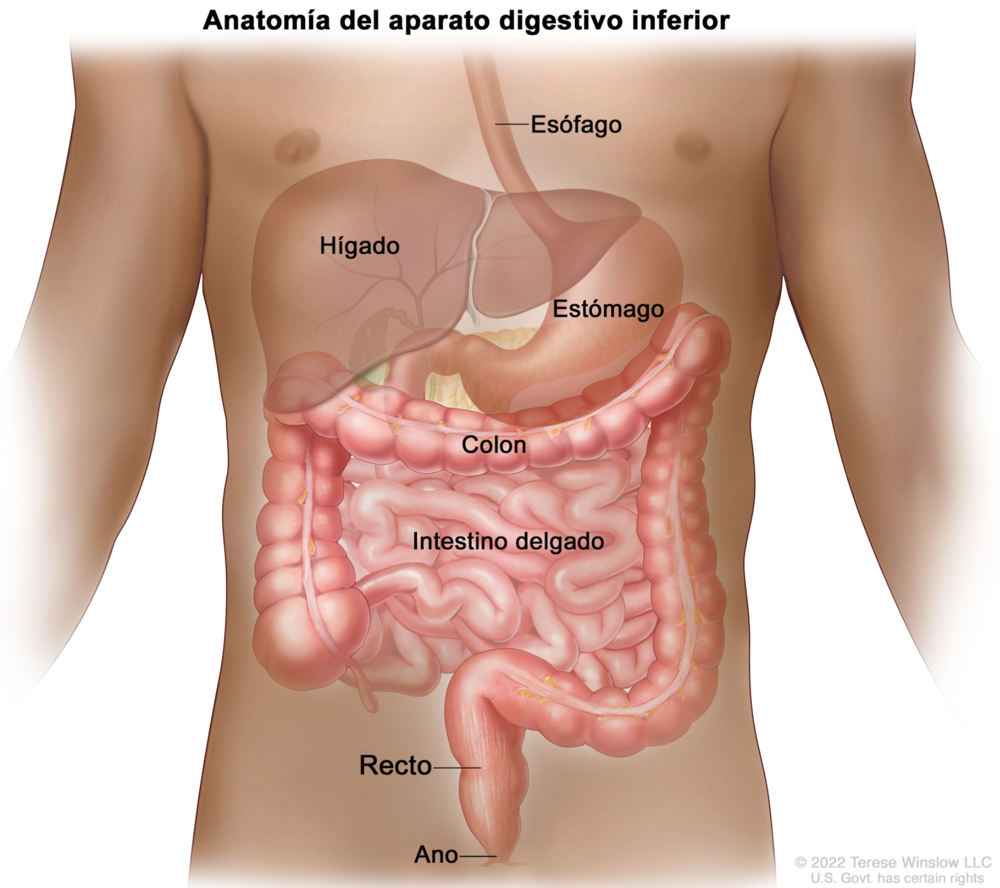 Anatomía del aparato digestivo inferior
Esófago
Hígado
Estómago
Colon
Intestino delgado
Recto
Ano
© 2022 Terese Winslow LLC
U.S. Govt. has certain rights